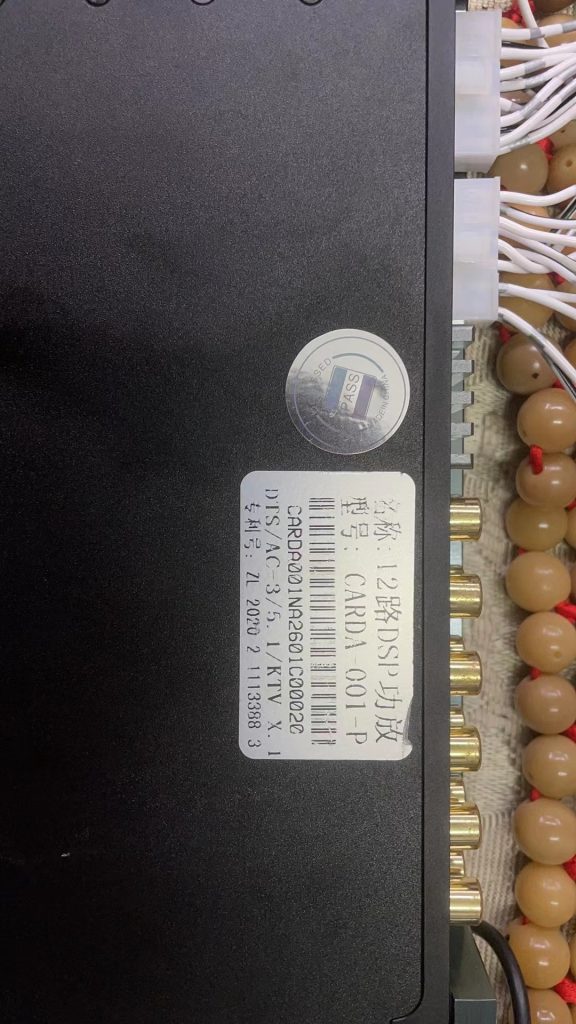 PASS
名称: 12路DSP功放
型号: CARDA-001-P
CARDA001NA2601C00020
DTS/AC-3/5.1/KTV X.1
专利号: ZL 2020 2 1113388 3